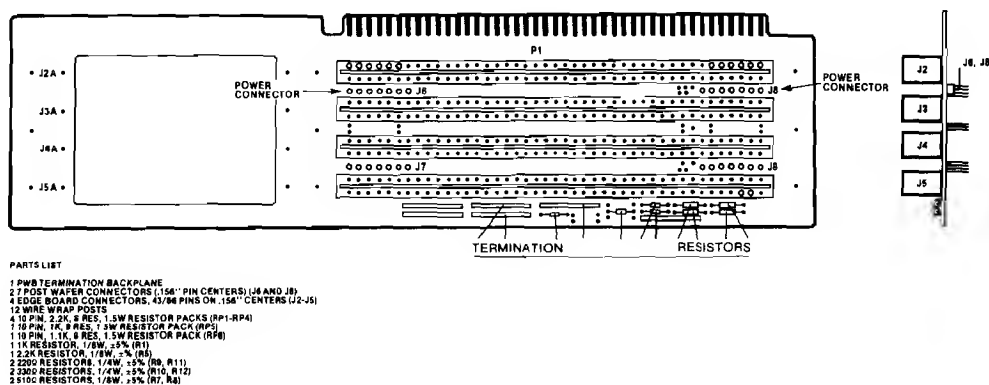 P1
J2A
J3A
J4A
J5A
POWER CONNECTOR
J6
J8
POWER CONNECTOR
J7
J8
TERMINATION RESISTORS
J2
J3
J4
J5
J6, J8
PARTS LIST
1 PWB TERMINATION BACKPLANE
2 7 POST WAFER CONNECTORS (.156" PIN CENTERS) (J6 AND J8)
4 EDGE BOARD CONNECTORS, 43/86 PINS ON .156" CENTERS (J2-J5)
12 WIRE WRAP POSTS
4 10 PIN, 2.2K, 8 RES, 1.5W RESISTOR PACKS (RP1-RP4)
1 10 PIN, 1K, 8 RES, 1.5W RESISTOR PACK (RP5)
1 10 PIN, 1.1K, 8 RES, 1.5W RESISTOR PACK (RP6)
1 1K RESISTOR, 1/8W, ±5% (R1)
1 2.2K RESISTOR, 1/8W, ±% (R5)
2 220Ω RESISTORS, 1/4W, ±5% (R9, R11)
2 330Ω RESISTORS, 1/4W, ±5% (R10, R12)
2 510Ω RESISTORS, 1/8W, ±5% (R7, R8)